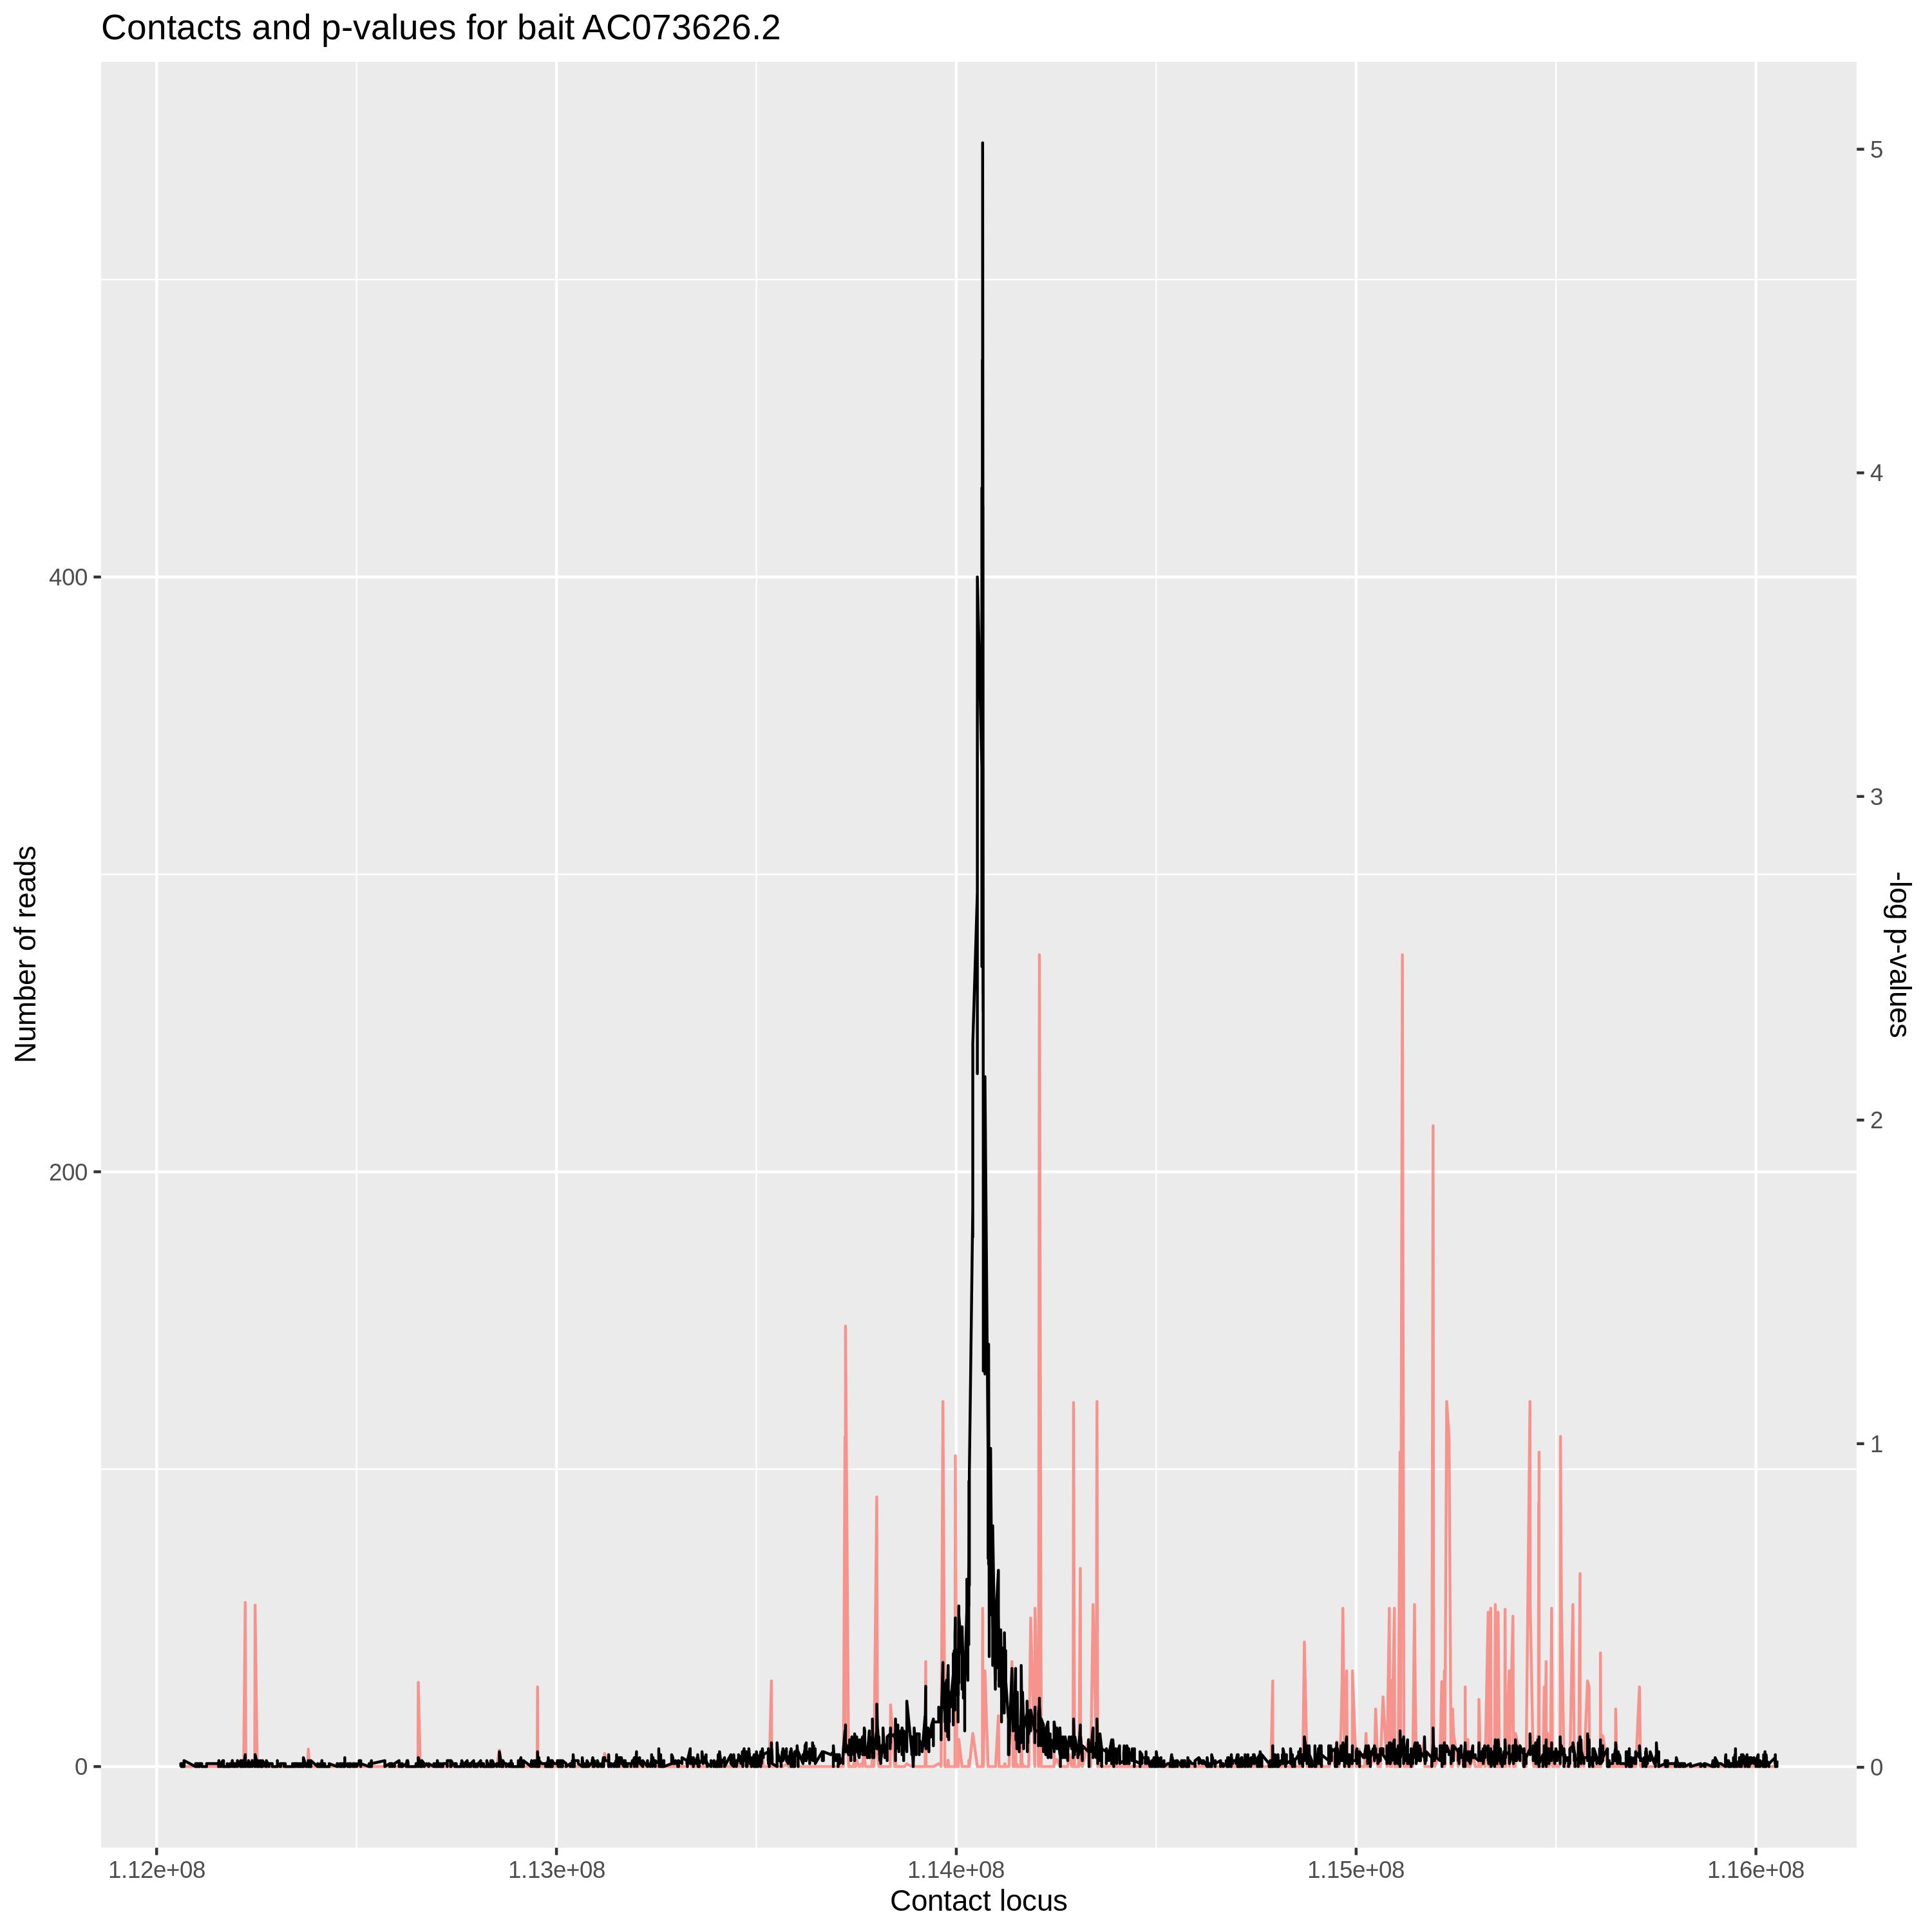 Contacts and p-values for bait AC073626.2
Number of reads
400
200
0
5
4
3
2
1
0
-log p-values
1.12e+08
1.13e+08
1.14e+08
1.15e+08
1.16e+08
Contact locus